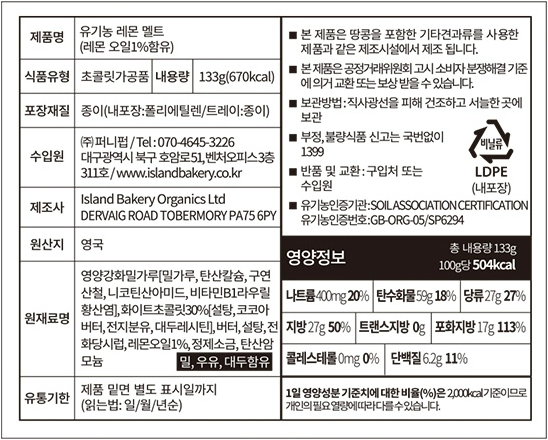 제품명
유기농 레몬 멜트
(레몬 오일1%함유)
식품유형
초콜릿가공품
내용량
133g(670kcal)
포장재질
종이(내포장:폴리에틸렌/트레이:종이)
수입원
㈜퍼니펍 / Tel : 070-4645-3226
대구광역시 북구 호암로51,벤처오피스3층
311호 / www.islandbakery.co.kr
제조사
Island Bakery Organics Ltd
DERVAIG ROAD TOBERMORY PA75 6PY
원산지
영국
원재료명
영양강화밀가루[밀가루, 탄산칼슘, 구연
산철, 니코틴산아미드, 비타민B1라우릴
황산염], 화이트초콜릿30%[설탕, 코코아
버터, 전지분유, 대두레시틴], 버터, 설탕, 전
화당시럽, 레몬오일1%, 정제소금, 탄산암
모늄
밀, 우유, 대두함유
유통기한
제품 밑면 별도 표시일까지
(읽는법: 일/월/년순)
■ 본 제품은 땅콩을 포함한 기타견과류를 사용한
제품과 같은 제조시설에서 제조 됩니다.
■ 본 제품은 공정거래위원회 고시 소비자 분쟁해결 기준
에 의거 교환 또는 보상 받을 수 있습니다.
■ 보관방법 : 직사광선을 피해 건조하고 서늘한 곳에
보관
■ 부정,불량식품 신고는 국번없이
1399
■ 반품 및 교환 : 구입처 또는
수입원
비닐류
LDPE
(내포장)
■ 유기농인증기관 : SOIL ASSOCIATION CERTIFICATION
유기농인증번호 : GB-ORG-05/SP6294
영양정보
총 내용량 133g
100g당 504kcal
나트륨 400mg 20%
탄수화물 59g 18%
당류 27g 27%
지방 27g 50%
트랜스지방 0g
포화지방 17g 113%
콜레스테롤 0mg 0%
단백질 6.2g 11%
1일 영양성분 기준치에 대한 비율(%)은 2,000kcal 기준이므로
개인의 필요 열량에 따라 다를 수 있습니다.